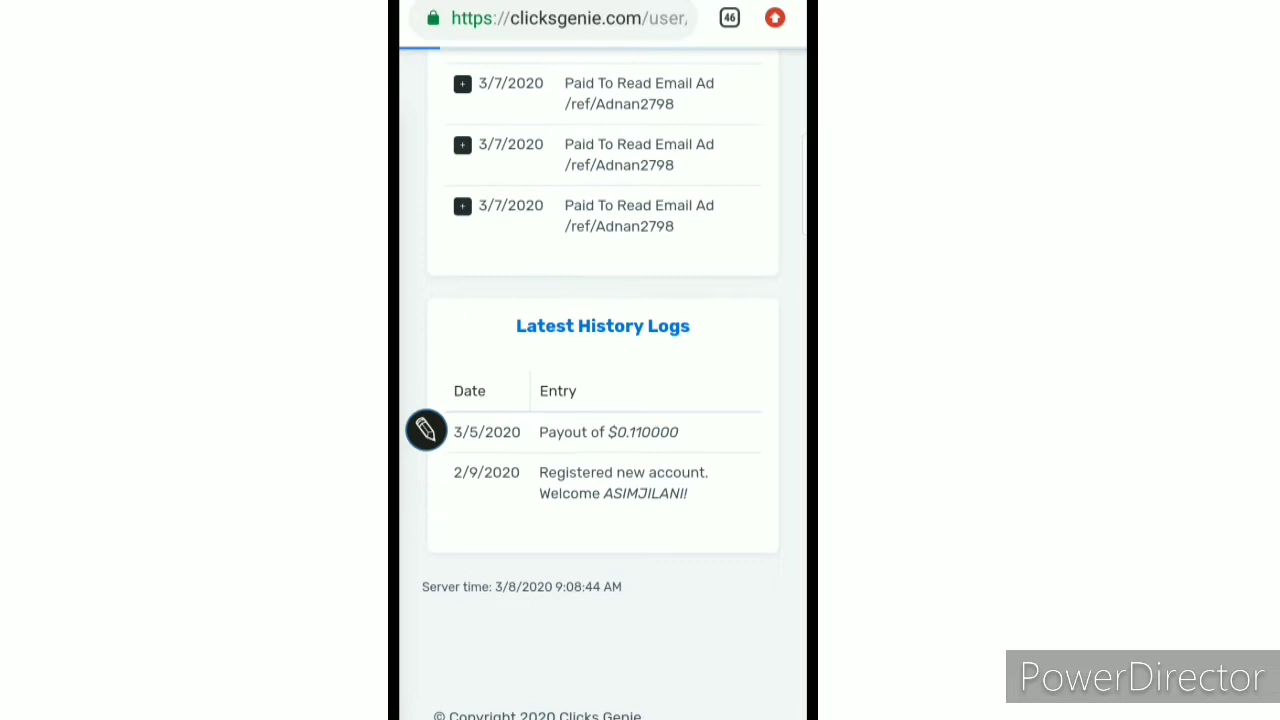 https://clicksgenie.com/user,
46
3/7/2020 Paid To Read Email Ad
/ref/Adnan2798
3/7/2020 Paid To Read Email Ad
/ref/Adnan2798
3/7/2020 Paid To Read Email Ad
/ref/Adnan2798
Latest History Logs
Date Entry
3/5/2020 Payout of $0.110000
2/9/2020 Registered new account.
Welcome ASIMJILANI!
Server time: 3/8/2020 9:08:44 AM
© Copyright 2020 Clicks Genie
PowerDirector